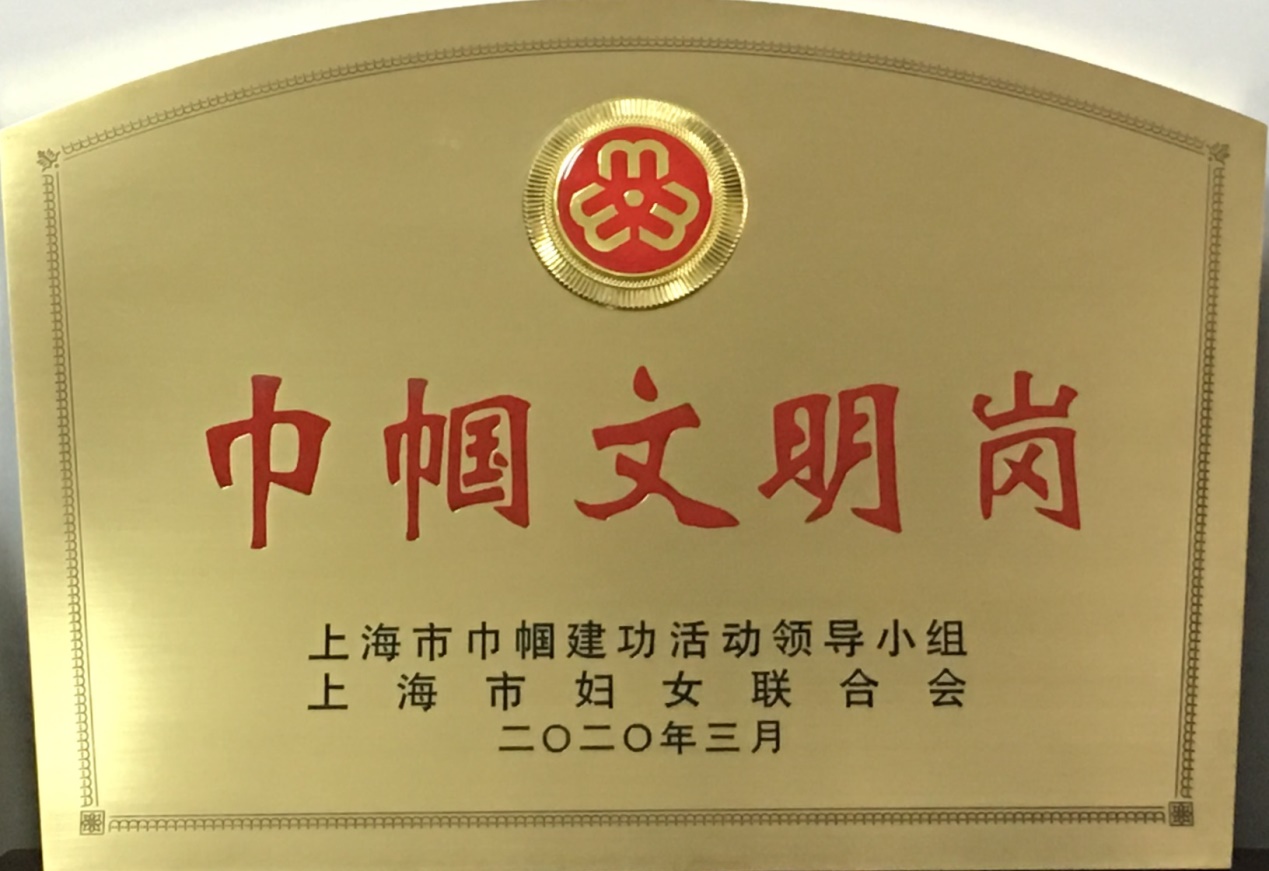 巾帼文明岗
上海市巾帼建功活动领导小组
上海市妇女联合会
二〇二〇年三月